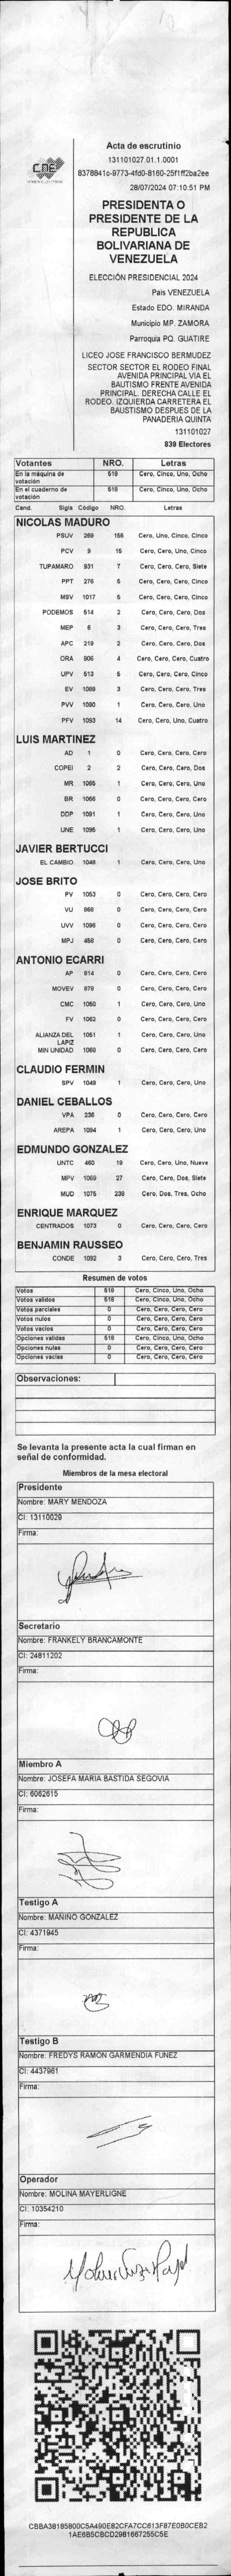 CNE
Acta de escrutinio
131101027.01.1.0001
8378841c-9773-4fd0-8160-25f1ff2ba2ee
28/07/2024 07:10:51 PM
PRESIDENTA O
PRESIDENTE DE LA
REPUBLICA
BOLIVARIANA DE
VENEZUELA
ELECCIÓN PRESIDENCIAL 2024
País VENEZUELA
Estado EDO. MIRANDA
Municipio MP. ZAMORA
Parroquia PQ. GUATIRE
LICEO JOSE FRANCISCO BERMUDEZ
SECTOR SECTOR EL RODEO FINAL
AVENIDA PRINCIPAL VIA EL
BAUTISMO FRENTE AVENIDA
PRINCIPAL. DERECHA CALLE EL
RODEO. IZQUIERDA CARRETERA EL
BAUSTISMO DESPUES DE LA
PANADERIA QUINTA
131101027
839 Electores
Votantes NRO. Letras
En la máquina de votación 518 Cero, Cinco, Uno, Ocho
En el cuaderno de votación 518 Cero, Cinco, Uno, Ocho
Cand. Sigla Código NRO. Letras
NICOLAS MADURO
PSUV 269 155 Cero, Uno, Cinco, Cinco
PCV 9 15 Cero, Cero, Uno, Cinco
TUPAMARO 931 7 Cero, Cero, Cero, Siete
PPT 276 5 Cero, Cero, Cero, Cinco
MSV 1017 5 Cero, Cero, Cero, Cinco
PODEMOS 514 2 Cero, Cero, Cero, Dos
MEP 6 3 Cero, Cero, Cero, Tres
APC 219 2 Cero, Cero, Cero, Dos
ORA 906 4 Cero, Cero, Cero, Cuatro
UPV 513 5 Cero, Cero, Cero, Cinco
EV 1089 3 Cero, Cero, Cero, Tres
PVV 1090 1 Cero, Cero, Cero, Uno
PFV 1093 14 Cero, Cero, Uno, Cuatro
LUIS MARTINEZ
AD 1 0 Cero, Cero, Cero, Cero
COPEI 2 2 Cero, Cero, Cero, Dos
MR 1065 1 Cero, Cero, Cero, Uno
BR 1066 0 Cero, Cero, Cero, Cero
DDP 1091 1 Cero, Cero, Cero, Uno
UNE 1095 1 Cero, Cero, Cero, Uno
JAVIER BERTUCCI
EL CAMBIO 1048 1 Cero, Cero, Cero, Uno
JOSE BRITO
PV 1053 0 Cero, Cero, Cero, Cero
VU 868 0 Cero, Cero, Cero, Cero
UVV 1096 0 Cero, Cero, Cero, Cero
MPJ 458 0 Cero, Cero, Cero, Cero
ANTONIO ECARRI
AP 814 0 Cero, Cero, Cero, Cero
MOVEV 878 0 Cero, Cero, Cero, Cero
CMC 1050 1 Cero, Cero, Cero, Uno
FV 1062 0 Cero, Cero, Cero, Cero
ALIANZA DEL LAPIZ 1051 1 Cero, Cero, Cero, Uno
MIN UNIDAD 1068 0 Cero, Cero, Cero, Cero
CLAUDIO FERMIN
SPV 1049 1 Cero, Cero, Cero, Uno
DANIEL CEBALLOS
VPA 236 0 Cero, Cero, Cero, Cero
AREPA 1094 1 Cero, Cero, Cero, Uno
EDMUNDO GONZALEZ
UNTC 460 19 Cero, Cero, Uno, Nueve
MPV 1069 27 Cero, Cero, Dos, Siete
MUD 1075 238 Cero, Dos, Tres, Ocho
ENRIQUE MARQUEZ
CENTRADOS 1073 0 Cero, Cero, Cero, Cero
BENJAMIN RAUSSEO
CONDE 1092 3 Cero, Cero, Cero, Tres
Resumen de votos
Votos 518 Cero, Cinco, Uno, Ocho
Votos validos 518 Cero, Cinco, Uno, Ocho
Votos parciales 0 Cero, Cero, Cero, Cero
Votos nulos 0 Cero, Cero, Cero, Cero
Votos vacios 0 Cero, Cero, Cero, Cero
Opciones validas 518 Cero, Cinco, Uno, Ocho
Opciones nulas 0 Cero, Cero, Cero, Cero
Opciones vacias 0 Cero, Cero, Cero, Cero
Observaciones:
Se levanta la presente acta la cual firman en
señal de conformidad.
Miembros de la mesa electoral
Presidente
Nombre: MARY MENDOZA
CI: 13110029
Firma:
Secretario
Nombre: FRANKELY BRANCAMONTE
CI: 24811202
Firma:
Miembro A
Nombre: JOSEFA MARIA BASTIDA SEGOVIA
CI: 6062615
Firma:
Testigo A
Nombre: MAÑINO GONZALEZ
CI: 4371945
Firma:
Testigo B
Nombre: FREDYS RAMON GARMENDIA FUNEZ
CI: 4437961
Firma:
Operador
Nombre: MOLINA MAYERLIGNE
CI: 10354210
Firma:
CBBA38185800C5A490E82CFA7CC613F87E0B0CEB2
1AE6B5CBCD2981667255C5E